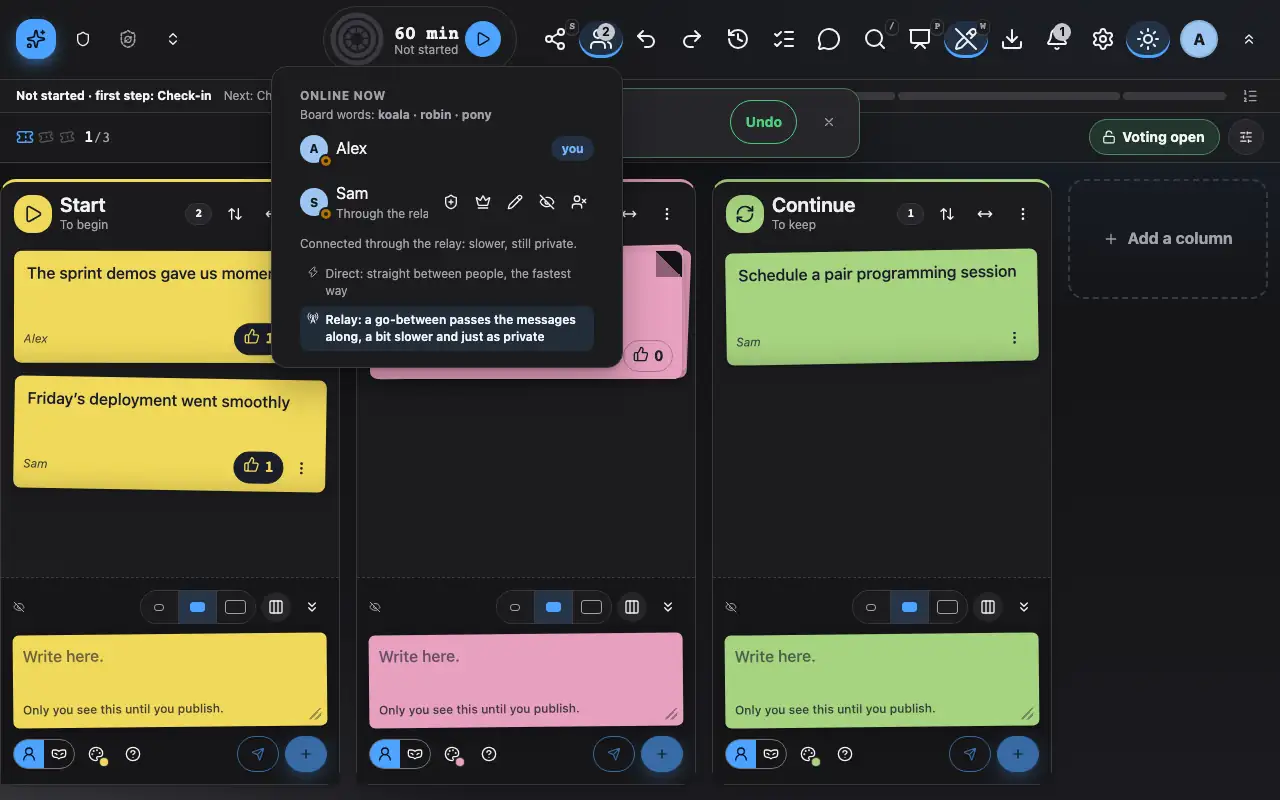 60 min
Not started
S
2
/
P
W
1
A
Not started · first step: Check-in
Next: Ch
1/3
Undo
Voting open
ONLINE NOW
Board words: koala · robin · pony
A
Alex
you
S
Sam
Through the rela
Connected through the relay: slower, still private.
Direct: straight between people, the fastest
way
Relay: a go-between passes the messages
along, a bit slower and just as private
Start
To begin
2
The sprint demos gave us momen
Alex
1
Friday's deployment went smoothly
Sam
1
0
Continue
To keep
1
Schedule a pair programming session
Sam
+ Add a column
Write here.
Only you see this until you publish.
Write here.
Only you see this until you publish.
Write here.
Only you see this until you publish.